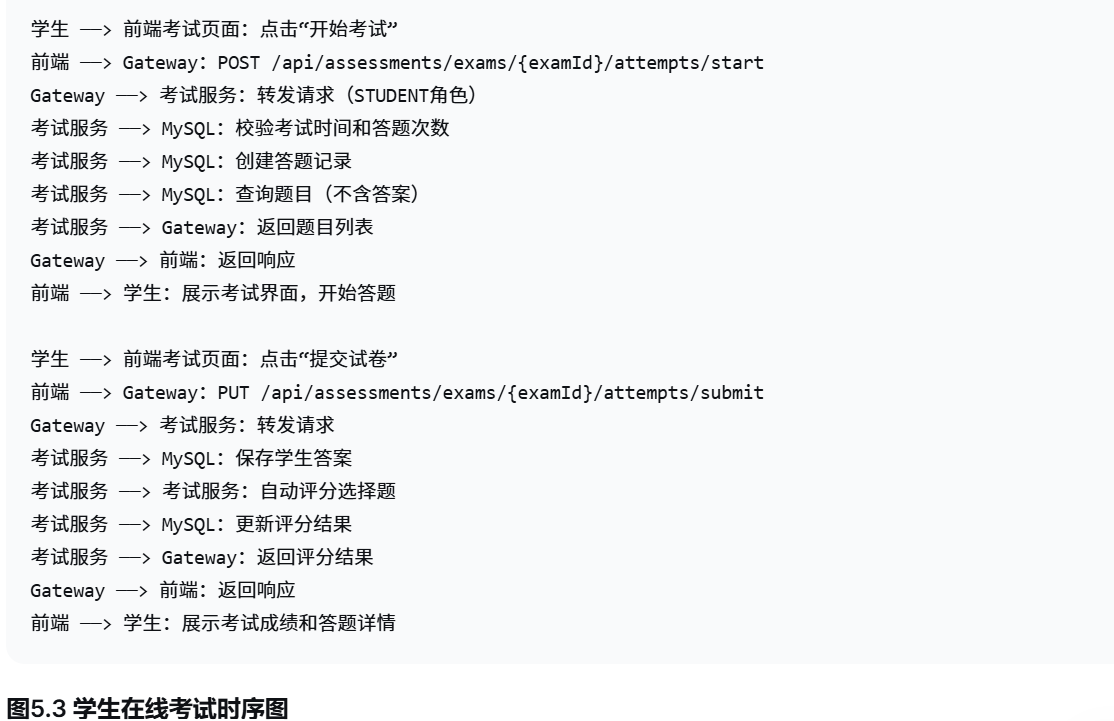 学生 ——> 前端考试页面：点击“开始考试”
前端 ——> Gateway：POST /api/assessments/exams/{examId}/attempts/start
Gateway ——> 考试服务：转发请求（STUDENT角色）
考试服务 ——> MySQL：校验考试时间和答题次数
考试服务 ——> MySQL：创建答题记录
考试服务 ——> MySQL：查询题目（不含答案）
考试服务 ——> Gateway：返回题目列表
Gateway ——> 前端：返回响应
前端 ——> 学生：展示考试界面，开始答题
学生 ——> 前端考试页面：点击“提交试卷”
前端 ——> Gateway：PUT /api/assessments/exams/{examId}/attempts/submit
Gateway ——> 考试服务：转发请求
考试服务 ——> MySQL：保存学生答案
考试服务 ——> 考试服务：自动评分选择题
考试服务 ——> MySQL：更新评分结果
考试服务 ——> Gateway：返回评分结果
Gateway ——> 前端：返回响应
前端 ——> 学生：展示考试成绩和答题详情
图5.3 学生在线考试时序图